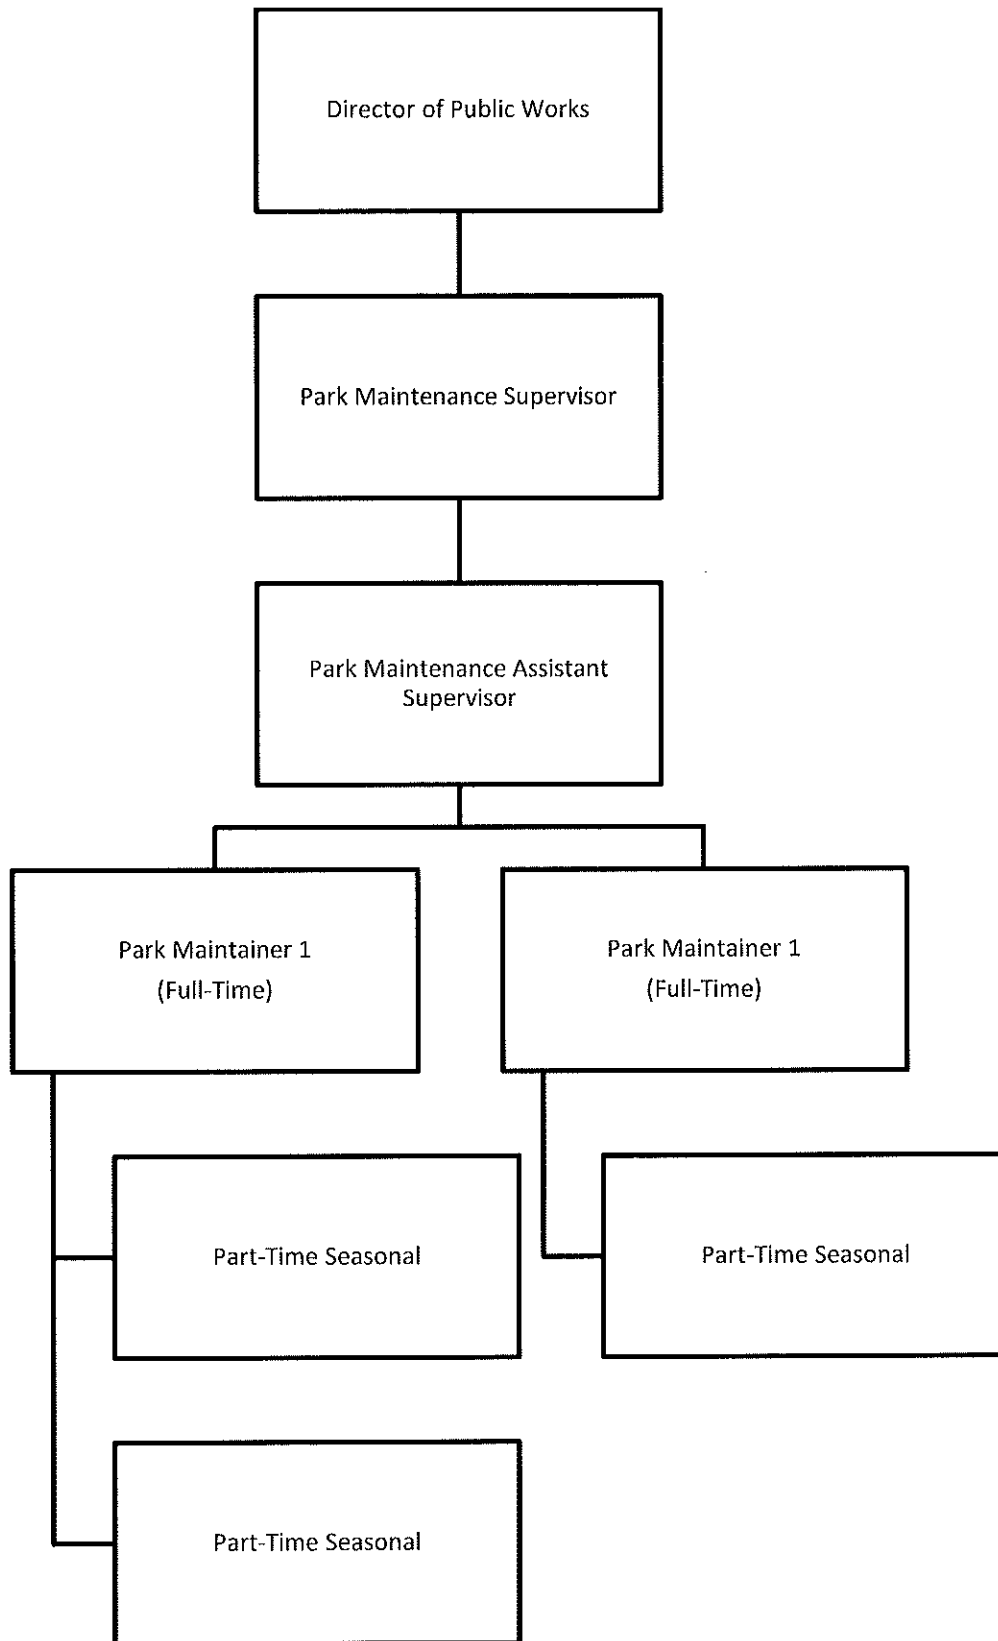 Director of Public Works
Park Maintenance Supervisor
Park Maintenance Assistant
Supervisor
Park Maintainer 1
(Full-Time)
Park Maintainer 1
(Full-Time)
Part-Time Seasonal
Part-Time Seasonal
Part-Time Seasonal